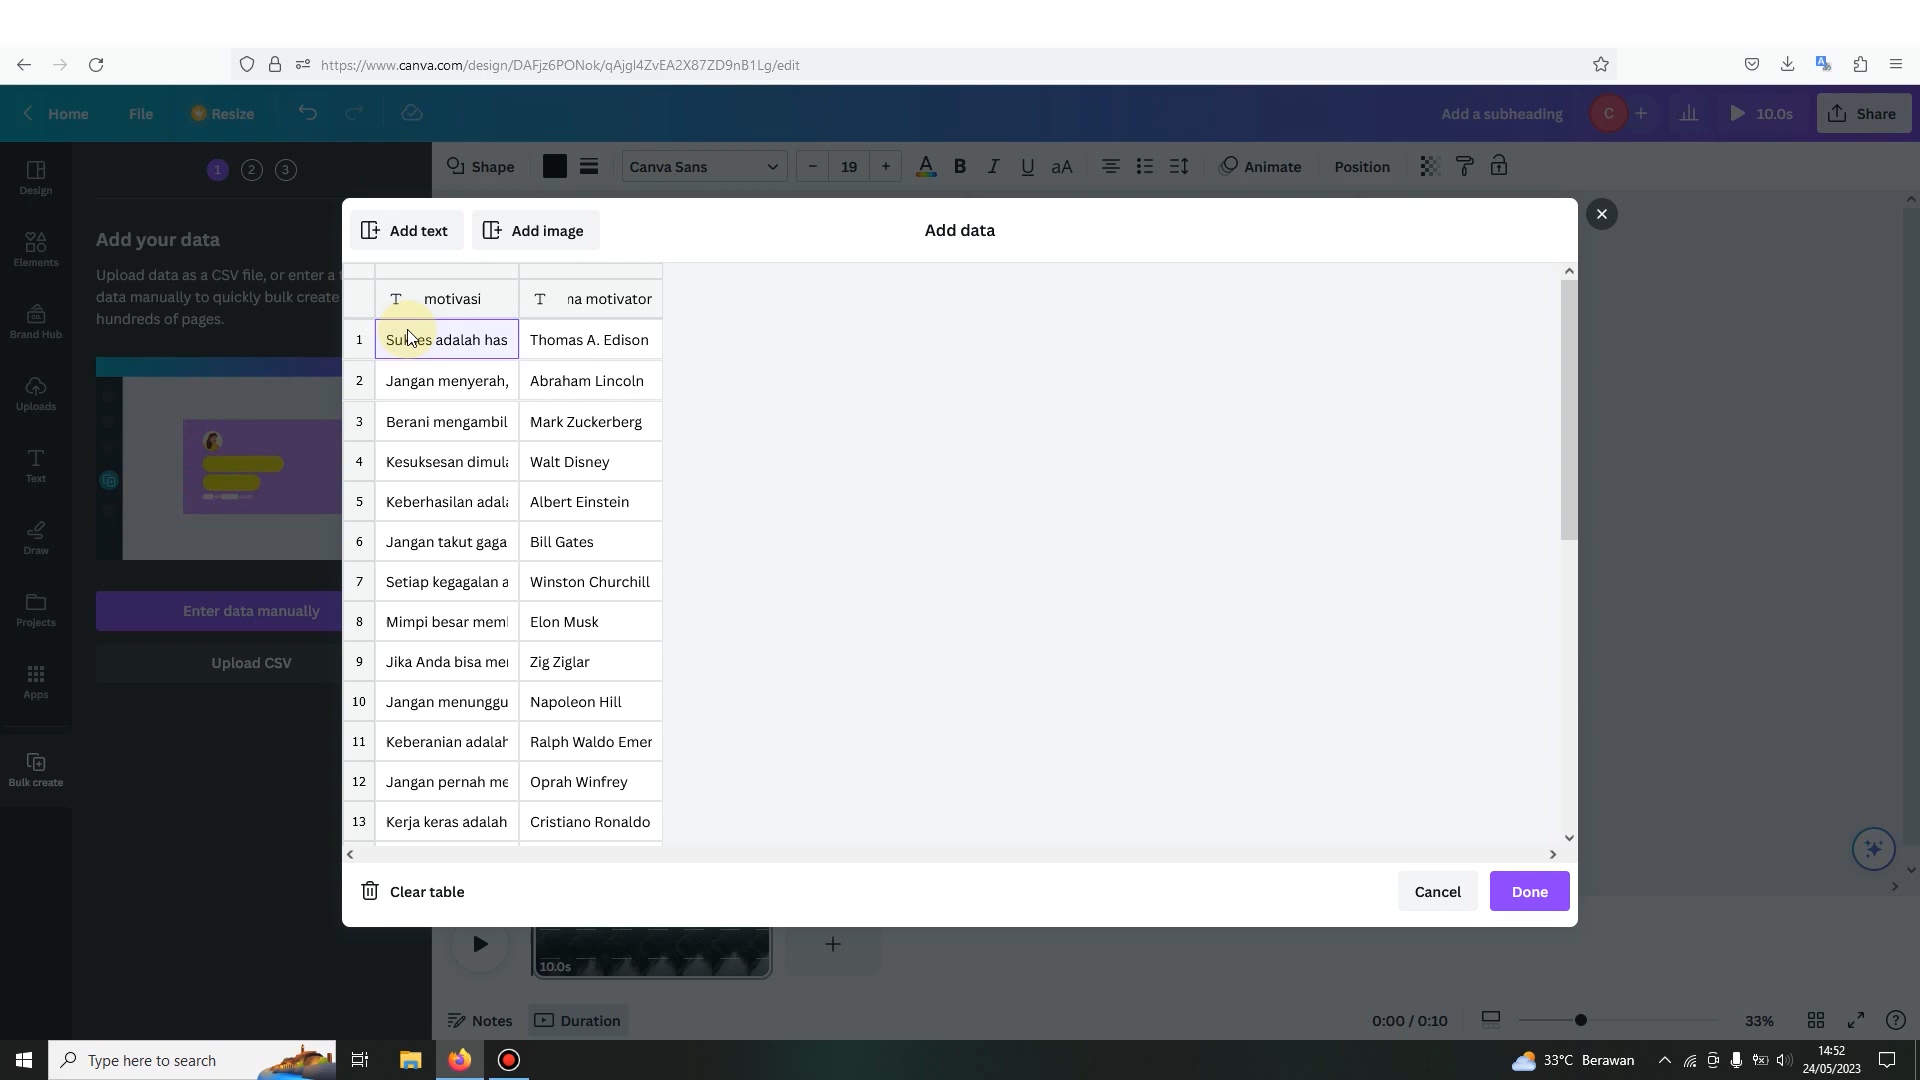 https://www.canva.com/design/DAFjz6PONok/qAjgl4ZvEA2X87ZD9nB1Lg/edit
Home
File
Resize
Add a subheading
C
10.0s
Share
Design
Elements
Brand Hub
Uploads
Text
Draw
Projects
Apps
Bulk create
1 2 3
Add your data
Upload data as a CSV file, or enter a
data manually to quickly bulk create
hundreds of pages.
Enter data manually
Upload CSV
Shape
Canva Sans
19
Animate
Position
Add text
Add image
Add data
motivasi
na motivator
1 Sukses adalah has Thomas A. Edison
2 Jangan menyerah, Abraham Lincoln
3 Berani mengambil Mark Zuckerberg
4 Kesuksesan dimula Walt Disney
5 Keberhasilan adala Albert Einstein
6 Jangan takut gaga Bill Gates
7 Setiap kegagalan a Winston Churchill
8 Mimpi besar mem Elon Musk
9 Jika Anda bisa mer Zig Ziglar
10 Jangan menunggu Napoleon Hill
11 Keberanian adalah Ralph Waldo Emer
12 Jangan pernah me Oprah Winfrey
13 Kerja keras adalah Cristiano Ronaldo
Clear table
Cancel
Done
10.0s
Notes
Duration
0:00 / 0:10
33%
Type here to search
33°C Berawan
14:52
24/05/2023